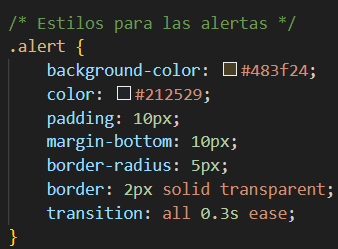 /* Estilos para las alertas */
.alert {
background-color: #483f24;
color: #212529;
padding: 10px;
margin-bottom: 10px;
border-radius: 5px;
border: 2px solid transparent;
transition: all 0.3s ease;
}